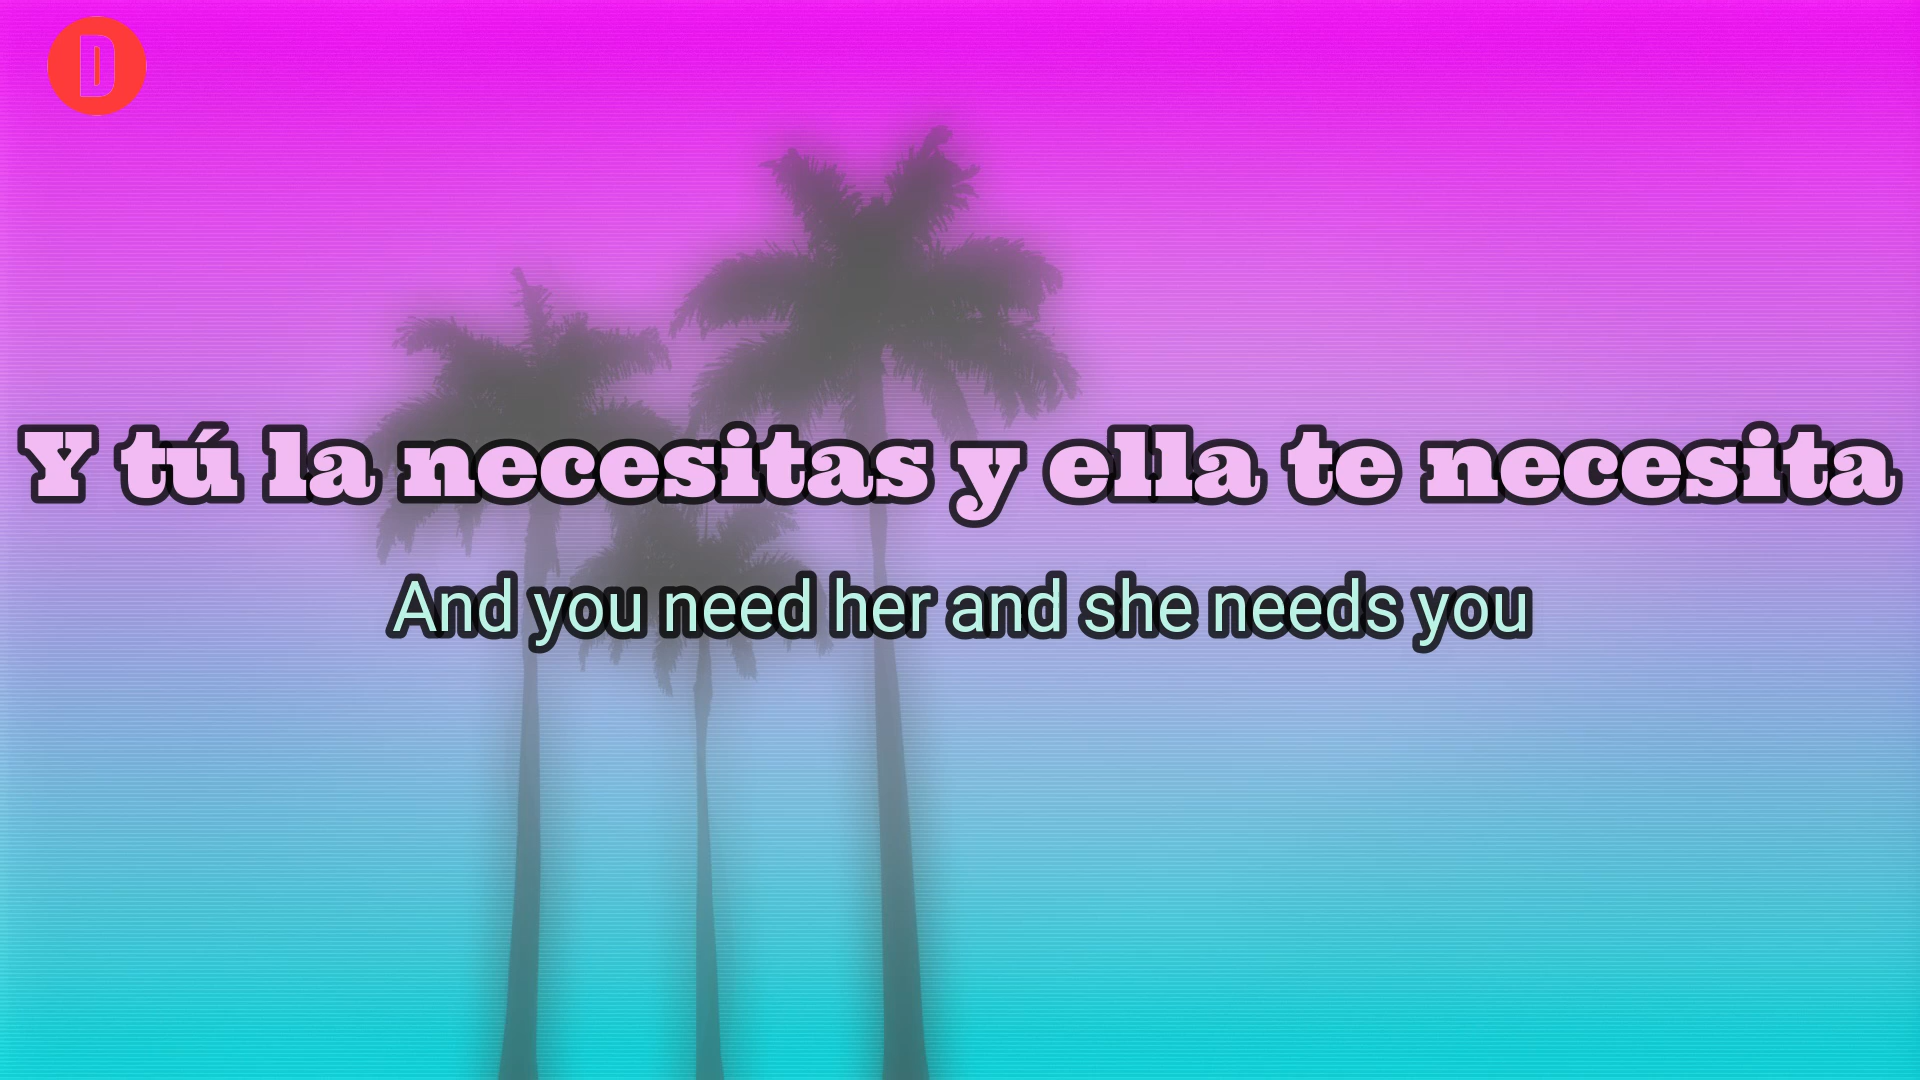 D
Y tú la necesitas y ella te necesita
And you need her and she needs you